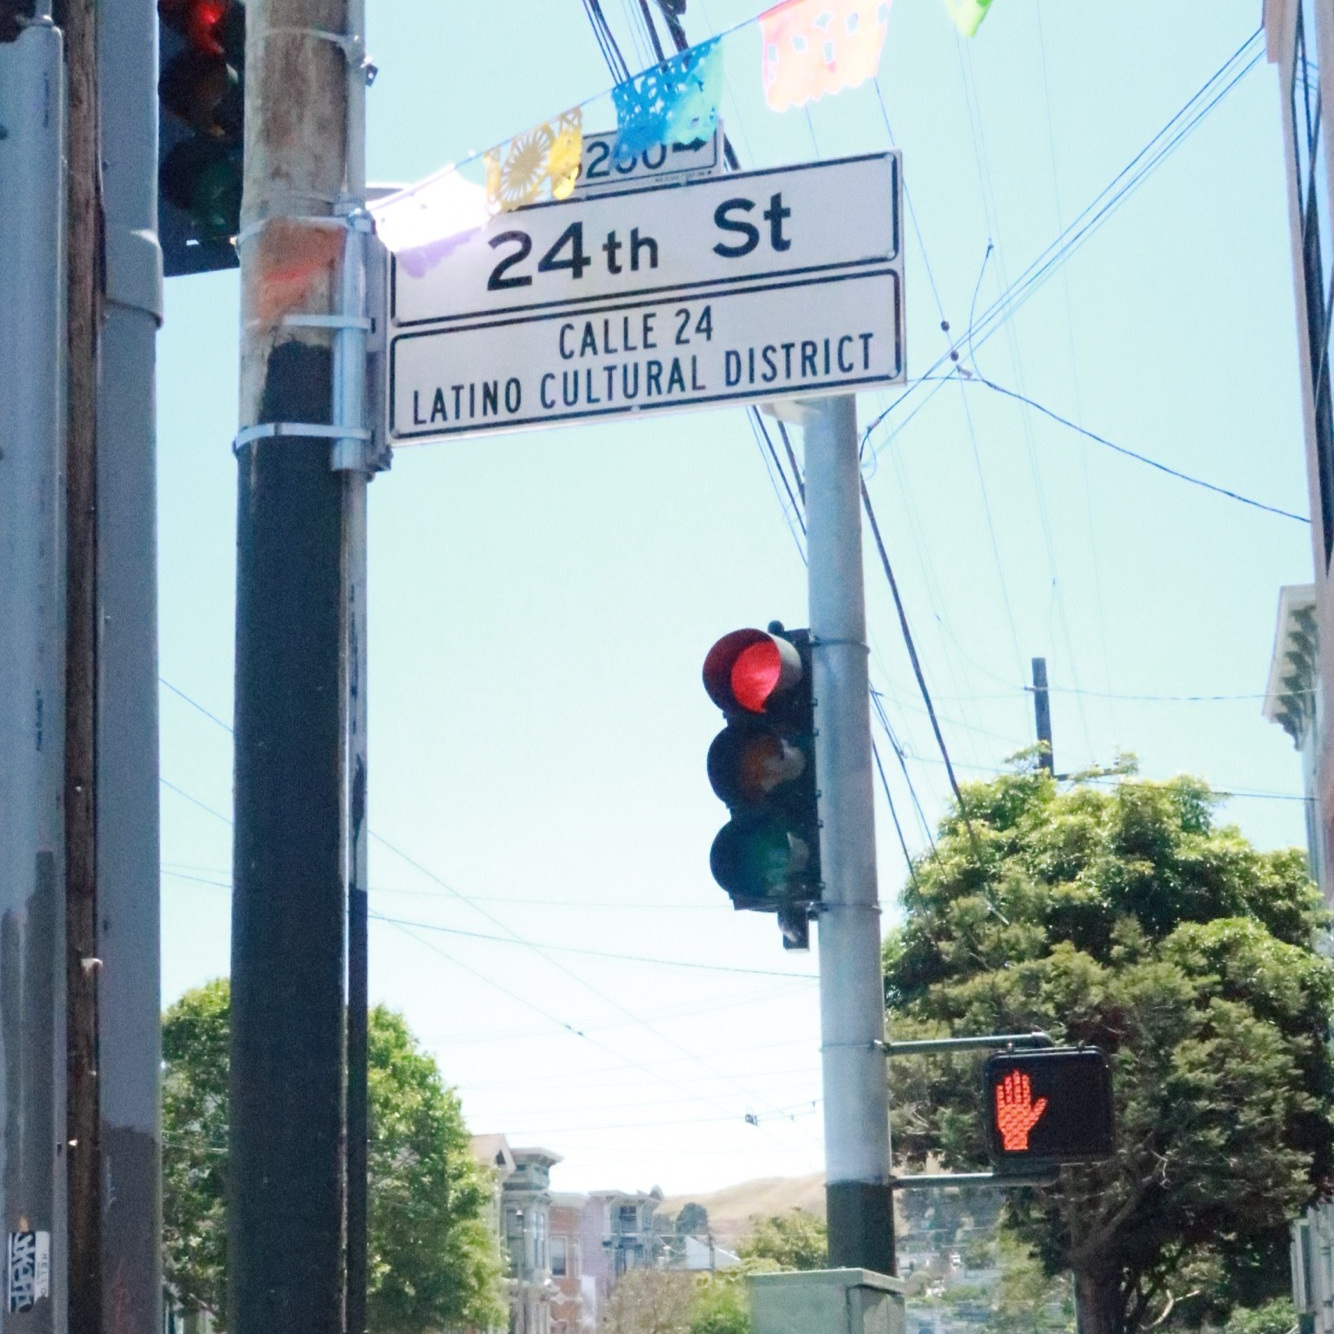 24th St
CALLE 24
LATINO CULTURAL DISTRICT